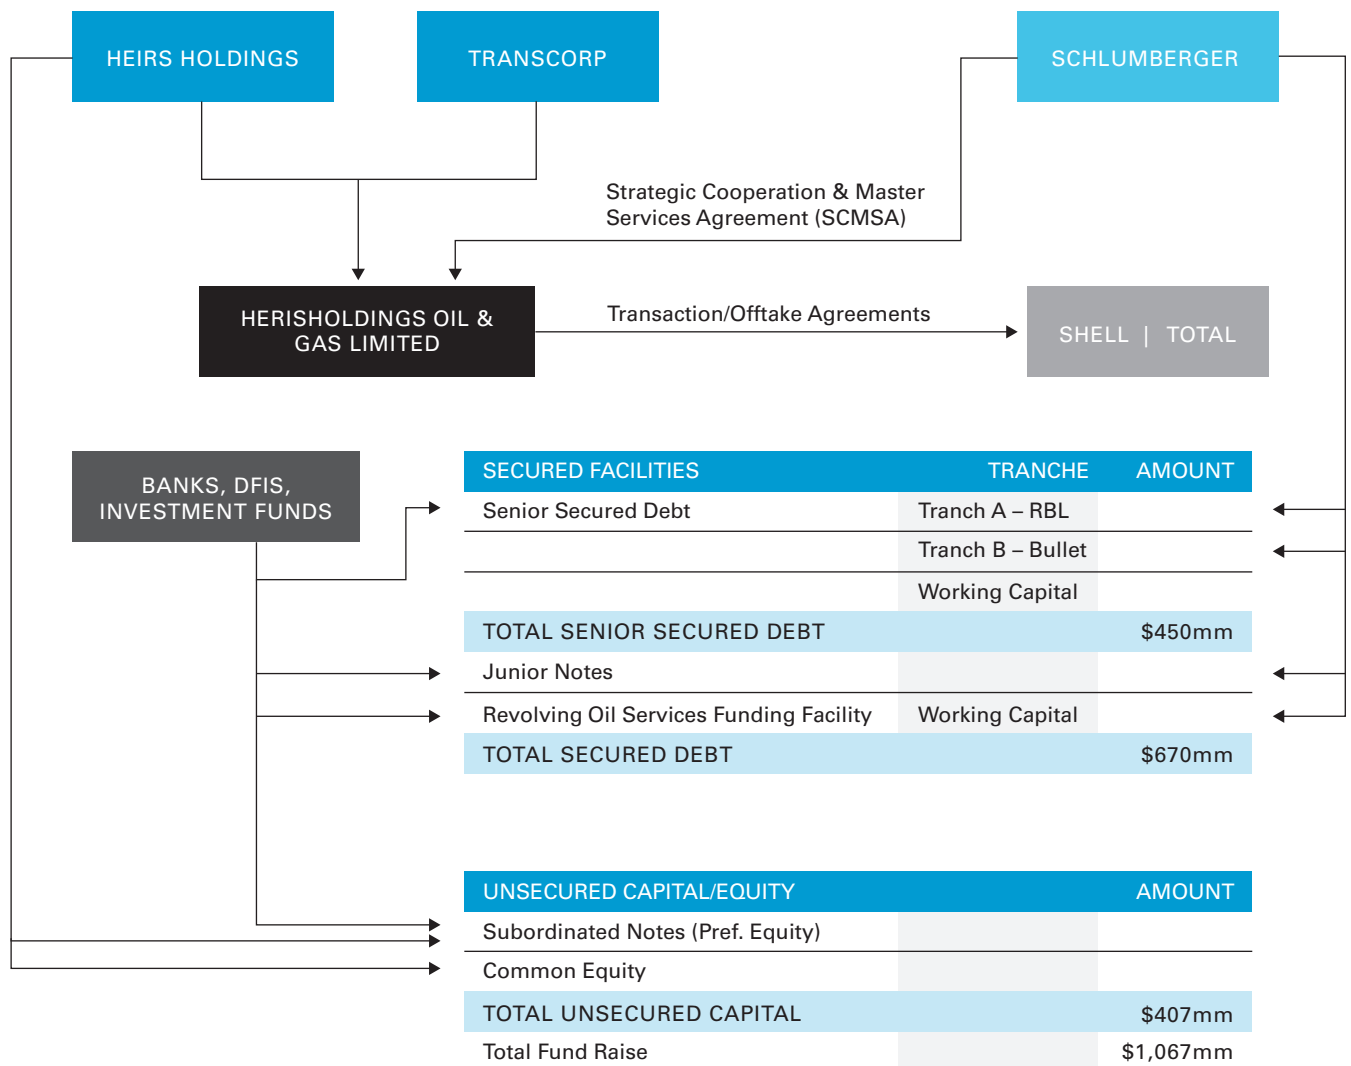 HEIRS HOLDINGS
TRANSCORP
SCHLUMBERGER
Strategic Cooperation & Master
Services Agreement (SCMSA)
HERISHOLDINGS OIL &
GAS LIMITED
Transaction/Offtake Agreements
SHELL | TOTAL
BANKS, DFIS,
INVESTMENT FUNDS
SECURED FACILITIES TRANCHE AMOUNT
Senior Secured Debt Tranch A – RBL
Tranch B – Bullet
Working Capital
TOTAL SENIOR SECURED DEBT $450mm
Junior Notes
Revolving Oil Services Funding Facility Working Capital
TOTAL SECURED DEBT $670mm
UNSECURED CAPITAL/EQUITY AMOUNT
Subordinated Notes (Pref. Equity)
Common Equity
TOTAL UNSECURED CAPITAL $407mm
Total Fund Raise $1,067mm